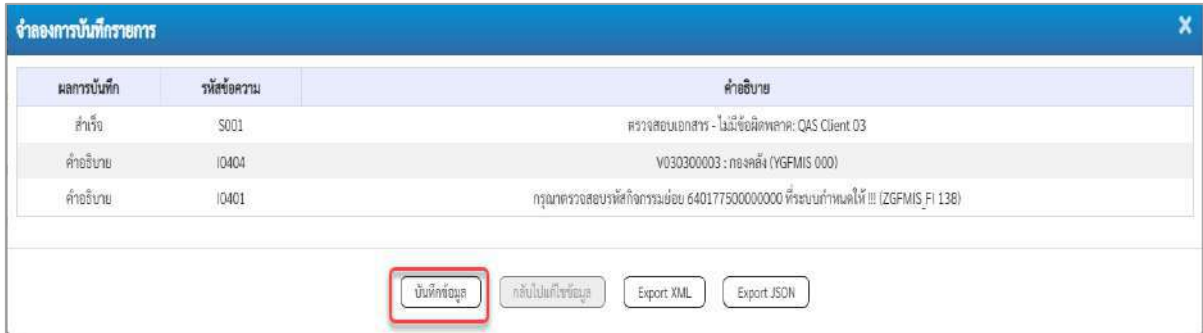 จำลองการบันทึกรายการ X
ผลการบันทึก รหัสข้อความ คำอธิบาย
สำเร็จ S001 ตรวจสอบเอกสาร - ไม่มีข้อผิดพลาด: QAS Client 03
คำอธิบาย I0404 V030300003 : กองคลัง (YGFMIS 000)
คำอธิบาย I0401 กรุณาตรวจสอบรหัสกิจกรรมย่อย 640177500000000 ที่ระบบกำหนดให้ !!! (ZGFMIS_FI 138)
บันทึกข้อมูล กลับไปแก้ไขข้อมูล Export XML Export JSON